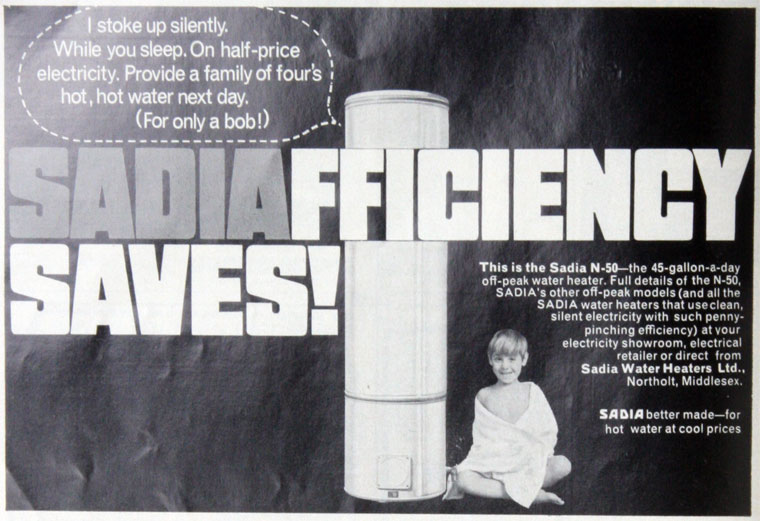 I stoke up silently.
While you sleep. On half-price
electricity. Provide a family of four's
hot, hot water next day.
(For only a bob!)
SADIAFFICIENCY
SAVES!
This is the Sadia N-50—the 45-gallon-a-day
off-peak water heater. Full details of the N-50,
SADIA's other off-peak models (and all the
SADIA water heaters that use clean,
silent electricity with such penny-
pinching efficiency) at your
electricity showroom, electrical
retailer or direct from
Sadia Water Heaters Ltd.,
Northolt, Middlesex.
SADIA better made—for
hot water at cool prices